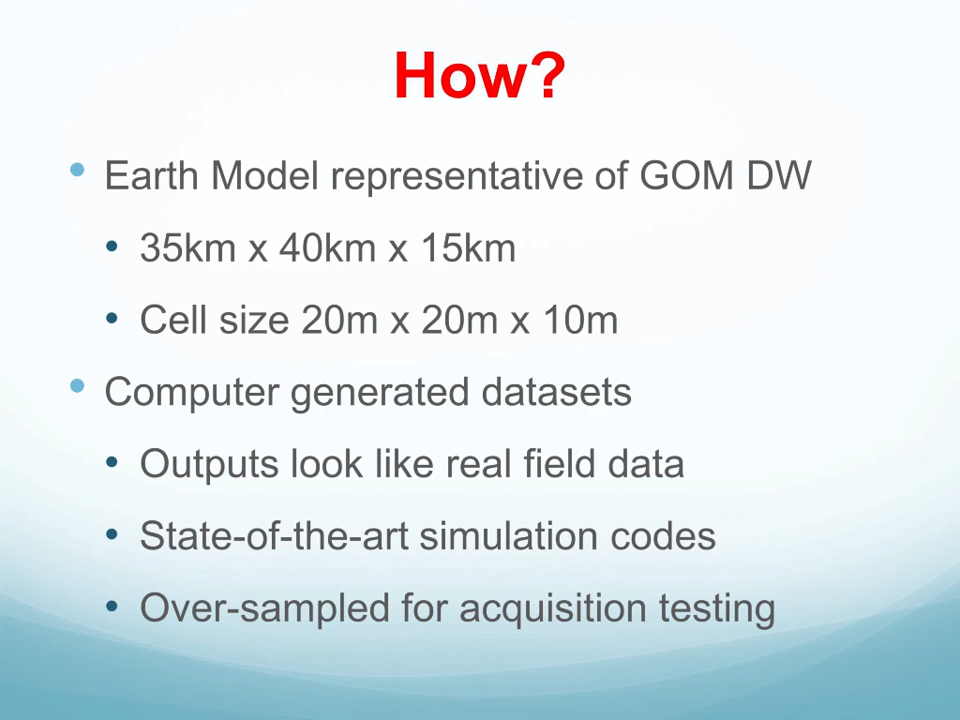 How?
• Earth Model representative of GOM DW
• 35km x 40km x 15km
• Cell size 20m x 20m x 10m
• Computer generated datasets
• Outputs look like real field data
• State-of-the-art simulation codes
• Over-sampled for acquisition testing